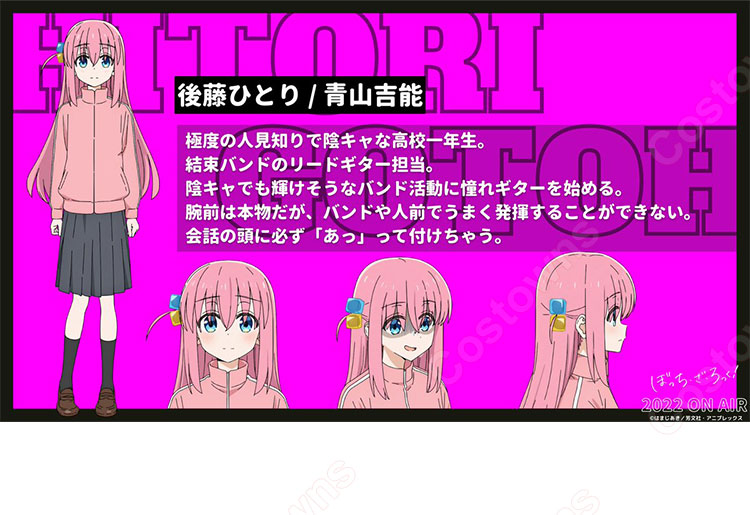 HITORI
GOTOH
後藤ひとり / 青山吉能
極度の人見知りで陰キャな高校一年生。
結束バンドのリードギター担当。
陰キャでも輝けそうなバンド活動に憧れギターを始める。
腕前は本物だが、バンドや人前でうまく発揮することができない。
会話の頭に必ず「あっ」って付けちゃう。
ぼっち・ざ・ろっく!
2022 ON AIR
©はまじあき/芳文社・アニプレックス
Costowns
Costowns
Costowns